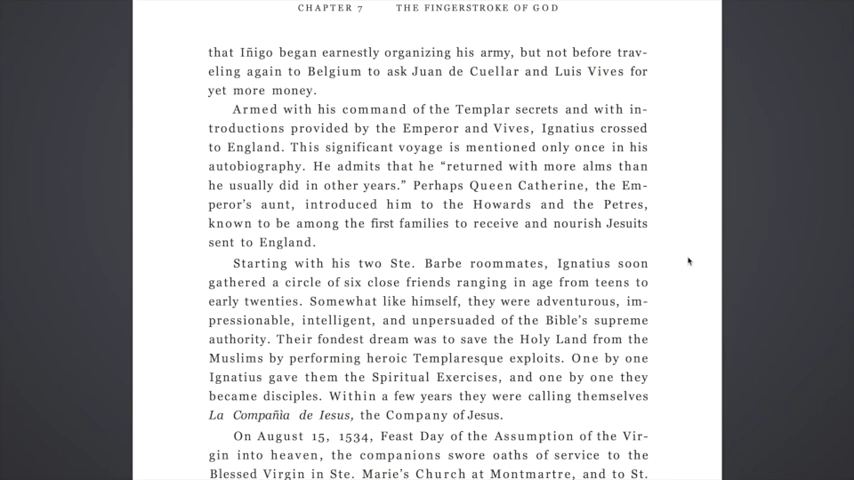 CHAPTER 7 THE FINGERSTROKE OF GOD
that Iñigo began earnestly organizing his army, but not before trav-
eling again to Belgium to ask Juan de Cuellar and Luis Vives for
yet more money.
Armed with his command of the Templar secrets and with in-
troductions provided by the Emperor and Vives, Ignatius crossed
to England. This significant voyage is mentioned only once in his
autobiography. He admits that he “returned with more alms than
he usually did in other years.” Perhaps Queen Catherine, the Em-
peror’s aunt, introduced him to the Howards and the Petres,
known to be among the first families to receive and nourish Jesuits
sent to England.
Starting with his two Ste. Barbe roommates, Ignatius soon
gathered a circle of six close friends ranging in age from teens to
early twenties. Somewhat like himself, they were adventurous, im-
pressionable, intelligent, and unpersuaded of the Bible’s supreme
authority. Their fondest dream was to save the Holy Land from the
Muslims by performing heroic Templaresque exploits. One by one
Ignatius gave them the Spiritual Exercises, and one by one they
became disciples. Within a few years they were calling themselves
La Compañia de Iesus, the Company of Jesus.
On August 15, 1534, Feast Day of the Assumption of the Vir-
gin into heaven, the companions swore oaths of service to the
Blessed Virgin in Ste. Marie’s Church at Montmartre, and to St.